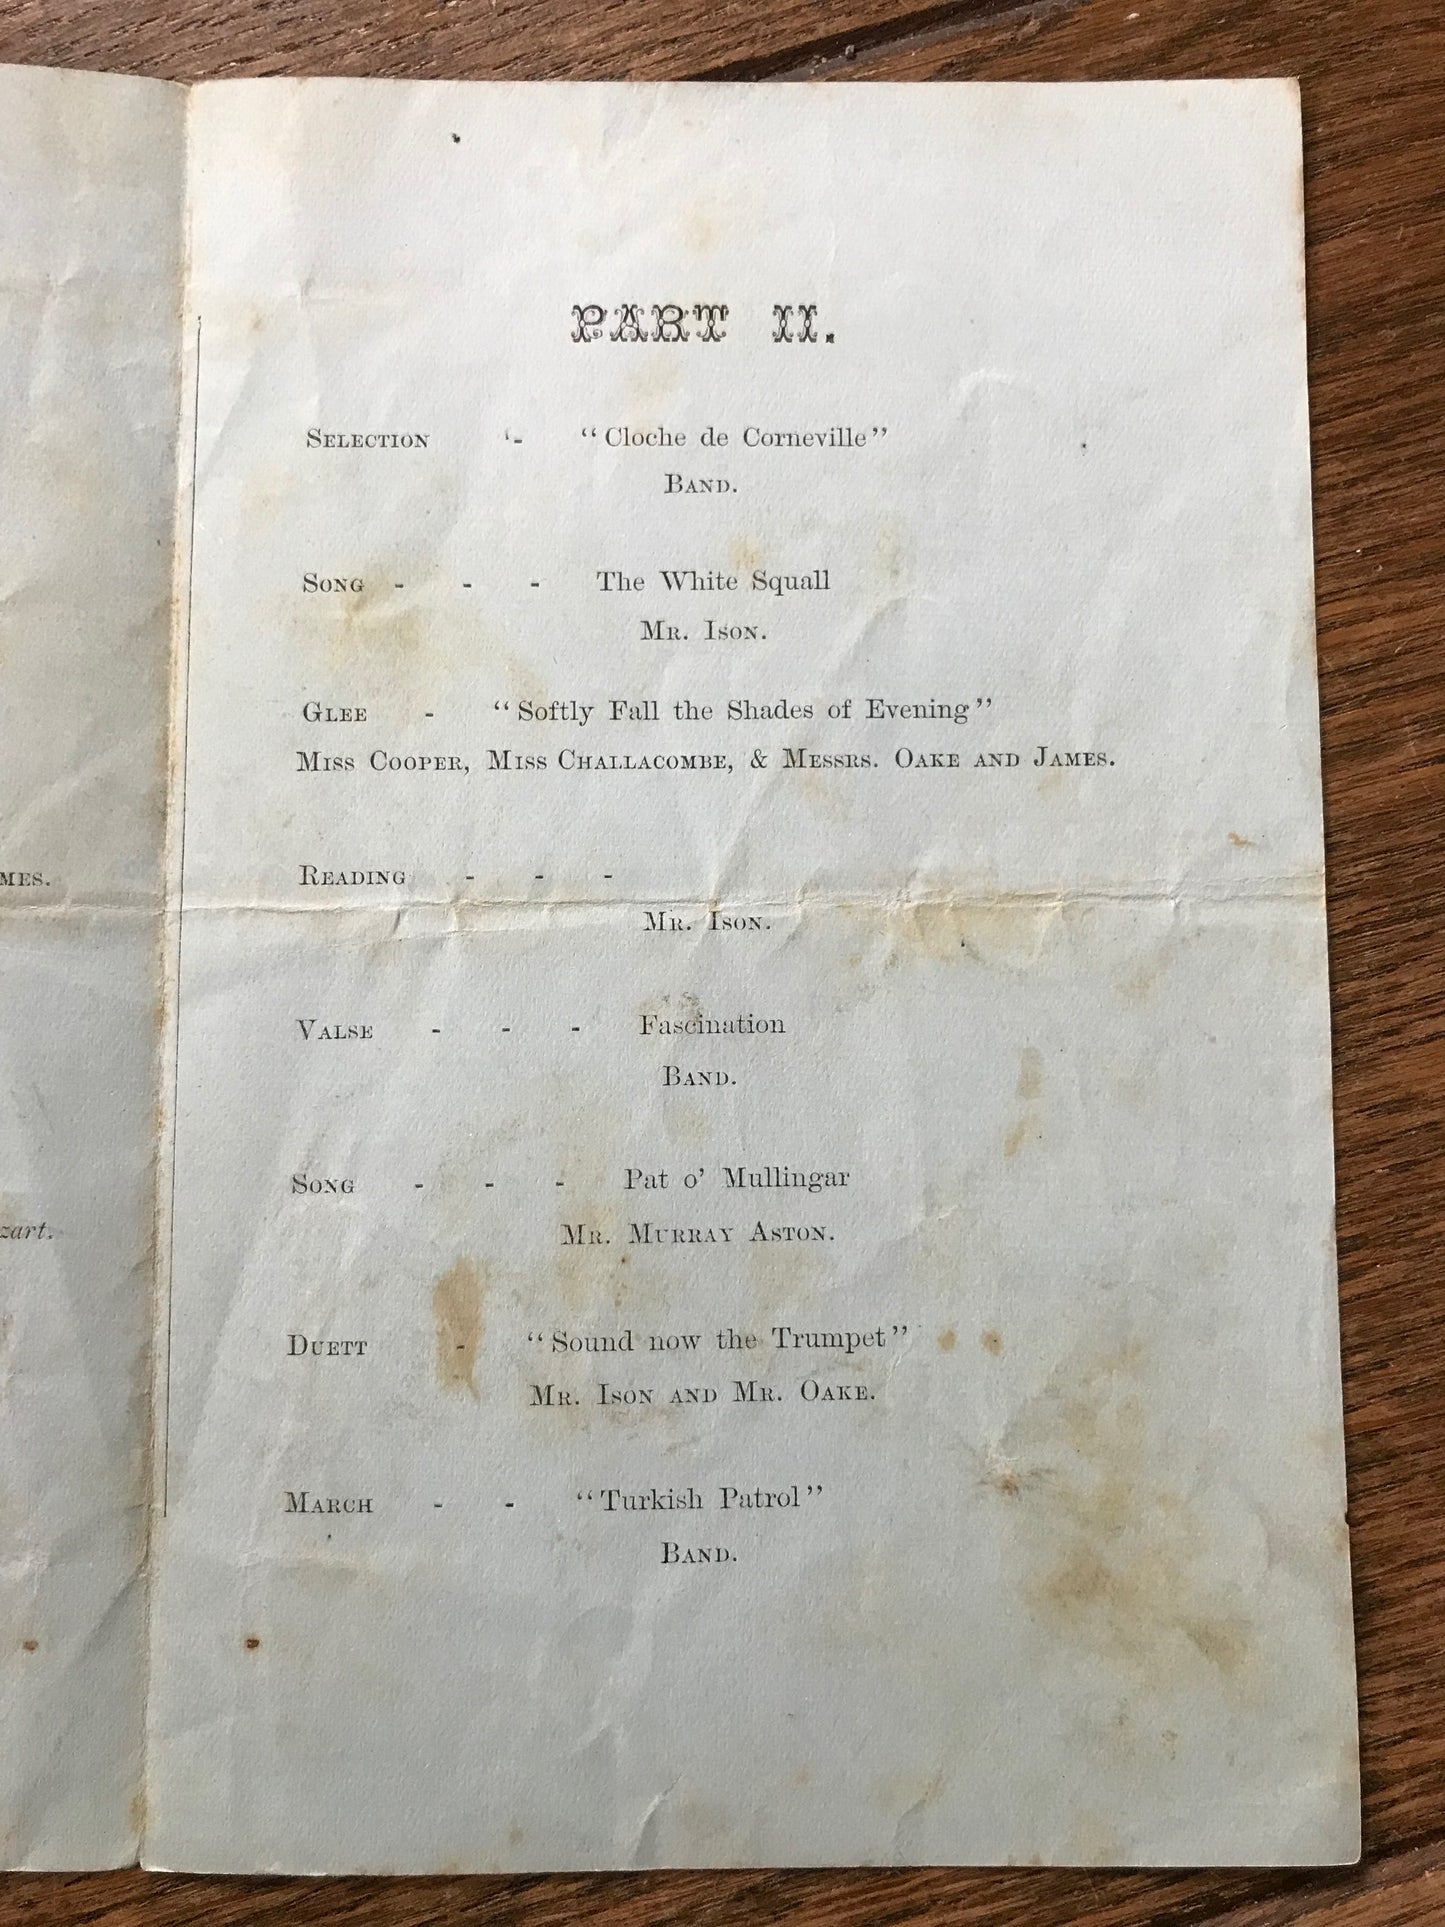 MES.
zart.
PART II.
SELECTION - "Cloche de Corneville"
BAND.
SONG - - - The White Squall
MR. ISON.
GLEE - "Softly Fall the Shades of Evening"
MISS COOPER, MISS CHALLACOMBE, & MESSRS. OAKE AND JAMES.
READING - - -
MR. ISON.
VALSE - - - Fascination
BAND.
SONG - - - Pat o' Mullingar
MR. MURRAY ASTON.
DUETT - "Sound now the Trumpet"
MR. ISON AND MR. OAKE.
MARCH - - "Turkish Patrol"
BAND.